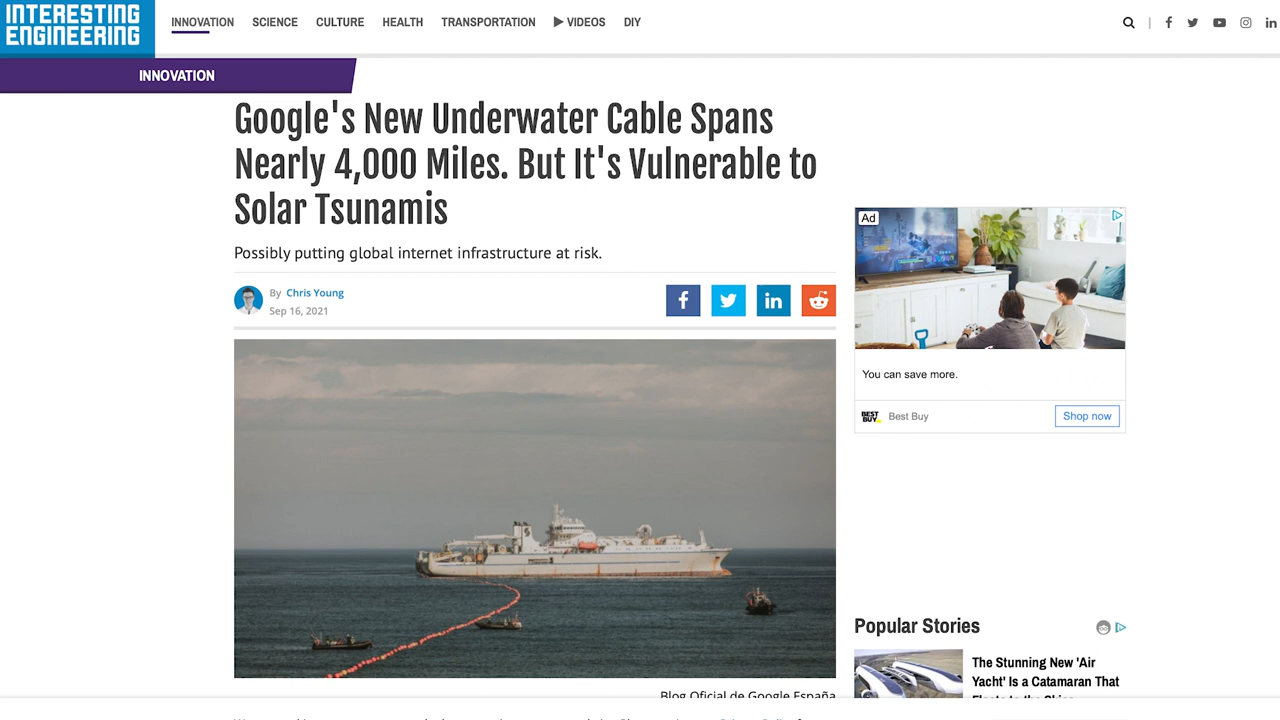 INTERESTING
ENGINEERING
INNOVATION SCIENCE CULTURE HEALTH TRANSPORTATION VIDEOS DIY
INNOVATION
Google's New Underwater Cable Spans
Nearly 4,000 Miles. But It's Vulnerable to
Solar Tsunamis
Possibly putting global internet infrastructure at risk.
By Chris Young
Sep 16, 2021
Ad
You can save more.
BEST BUY Best Buy Shop now
Popular Stories
The Stunning New 'Air
Yacht' Is a Catamaran That
Blog Oficial de Google España